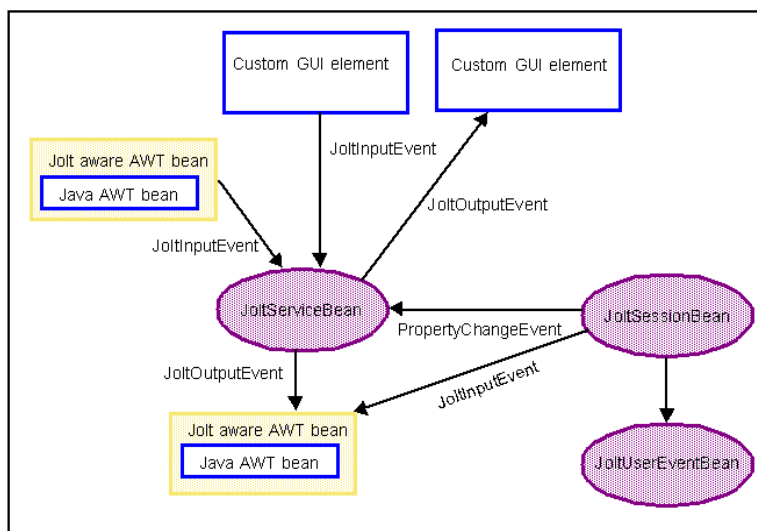 Custom GUI element
Custom GUI element
JoltInputEvent
Jolt aware AWT bean
Java AWT bean
JoltOutputEvent
JoltInputEvent
JoltServiceBean
JoltSessionBean
PropertyChangeEvent
JoltOutputEvent
JoltInputEvent
Jolt aware AWT bean
Java AWT bean
JoltUserEventBean